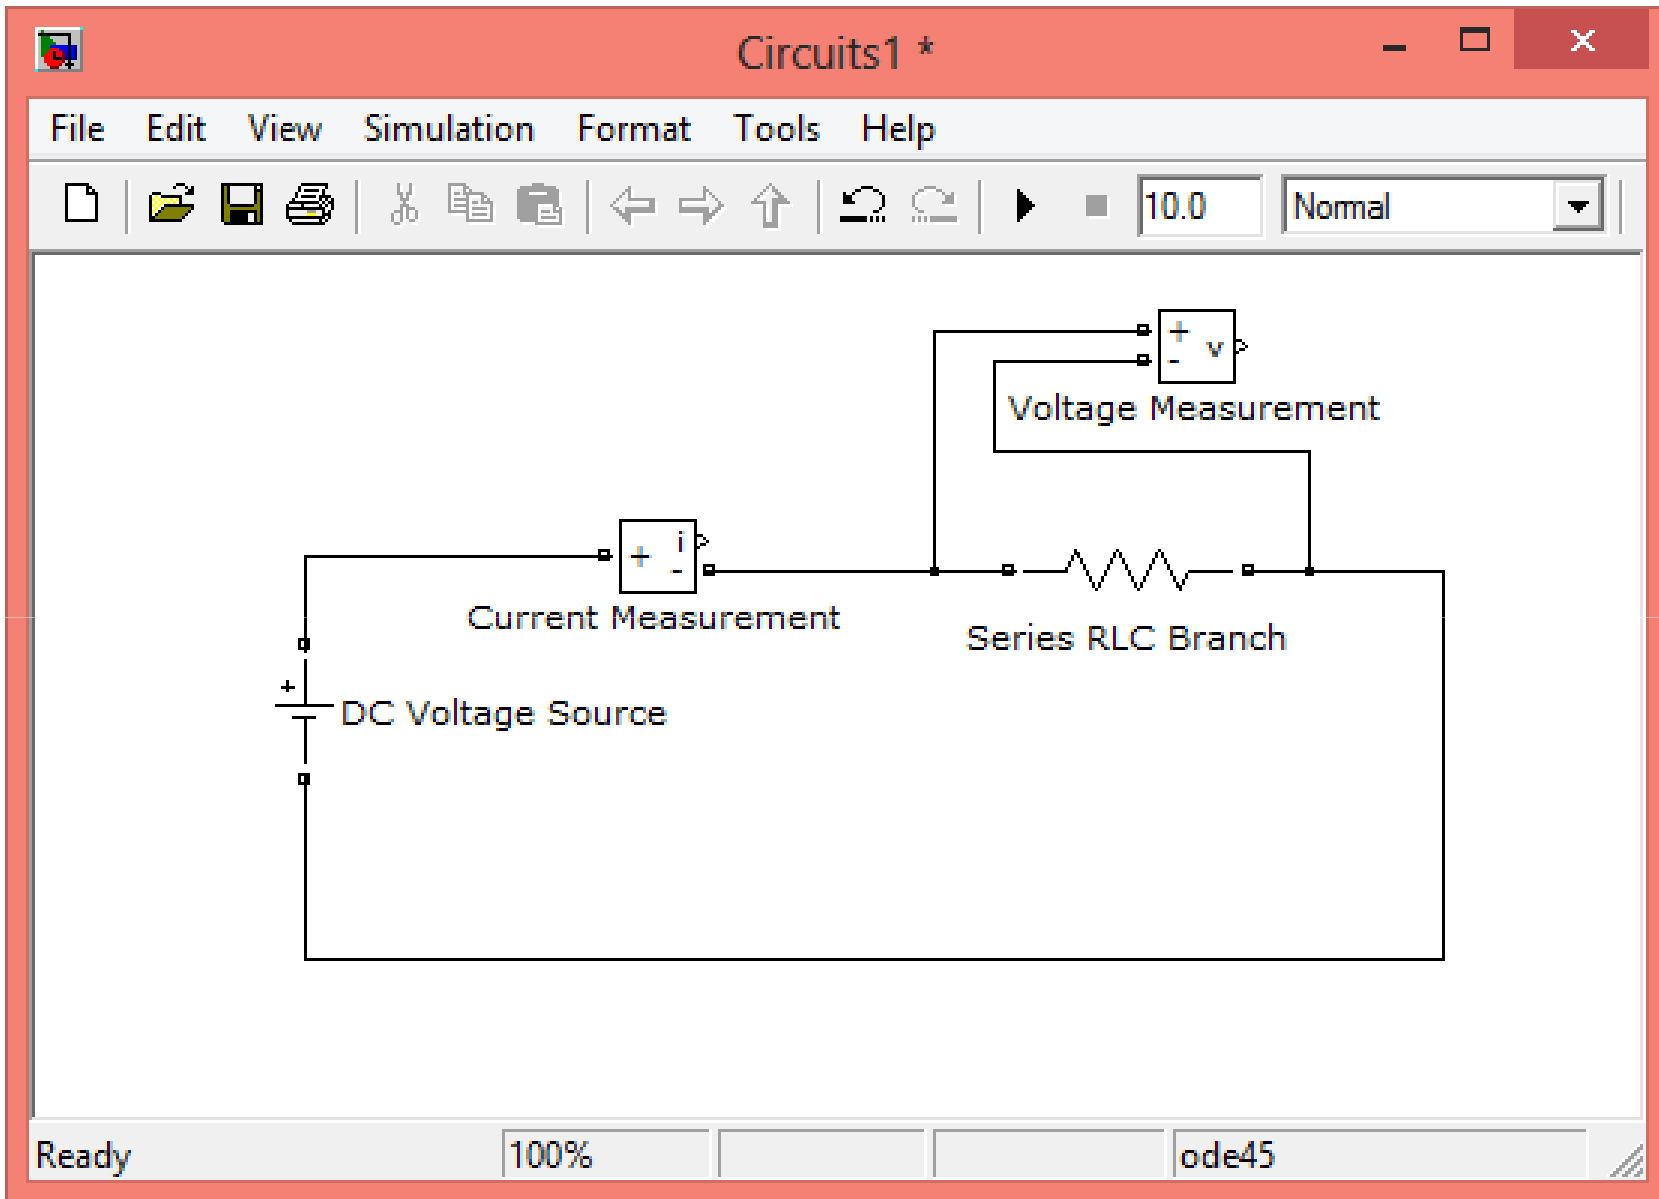 Circuits1 *
File Edit View Simulation Format Tools Help
10.0 Normal
+ v
-
Voltage Measurement
+ i
-
Current Measurement
Series RLC Branch
+
DC Voltage Source
Ready 100% ode45